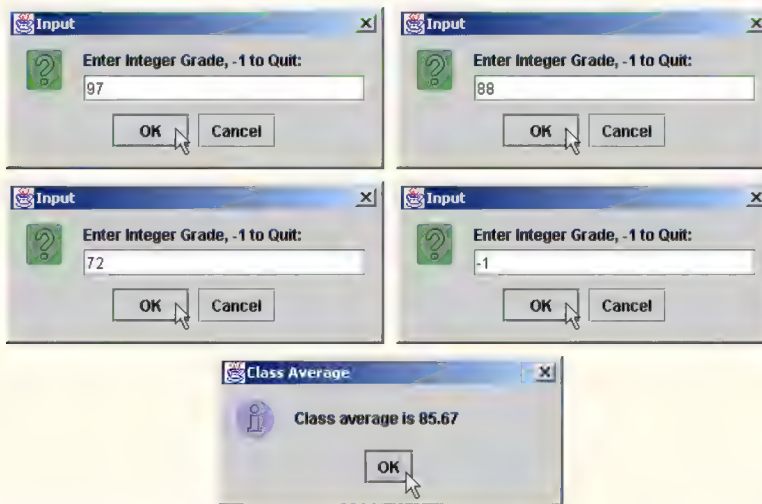 Input
Enter Integer Grade, -1 to Quit:
97
OK Cancel
Input
Enter Integer Grade, -1 to Quit:
88
OK Cancel
Input
Enter Integer Grade, -1 to Quit:
72
OK Cancel
Input
Enter Integer Grade, -1 to Quit:
-1
OK Cancel
Class Average
Class average is 85.67
OK